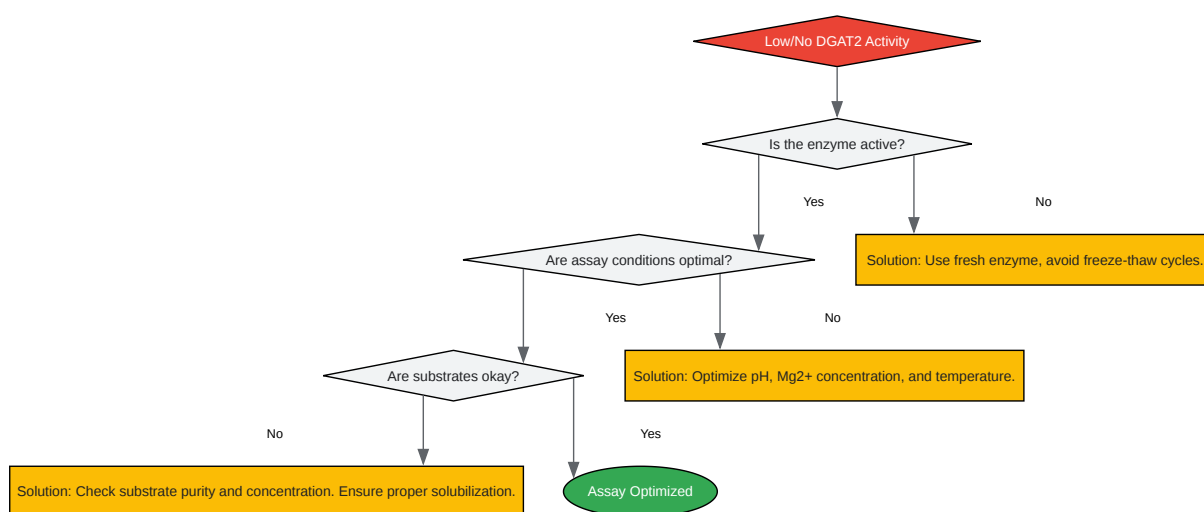 Low/No DGAT2 Activity
Is the enzyme active?
Yes
No
Are assay conditions optimal?
Solution: Use fresh enzyme, avoid freeze-thaw cycles.
Yes
No
Are substrates okay?
Solution: Optimize pH, Mg2+ concentration, and temperature.
No
Yes
Solution: Check substrate purity and concentration. Ensure proper solubilization.
Assay Optimized